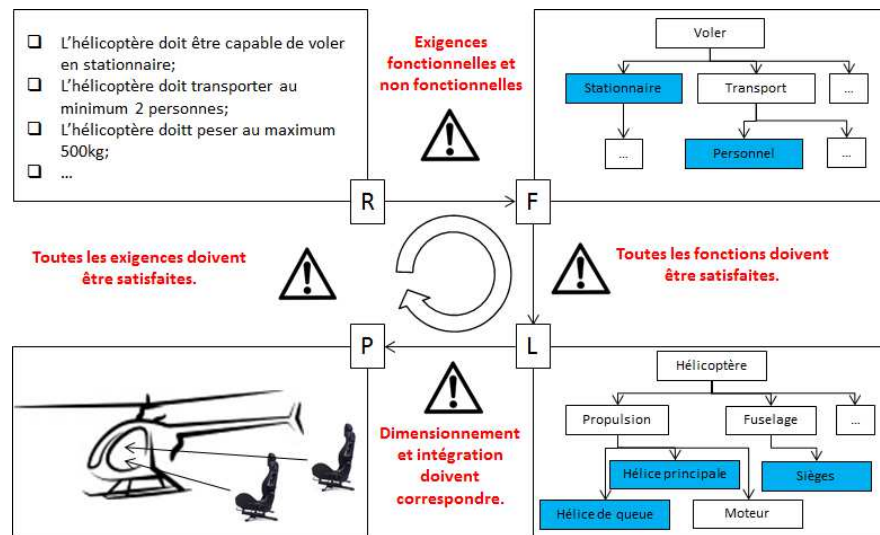 L'hélicoptère doit être capable de voler
en stationnaire;
L'hélicoptère doit transporter au
minimum 2 personnes;
L'hélicoptère doitt peser au maximum
500kg;
...
Exigences
fonctionnelles et
non fonctionnelles
Voler
Stationnaire
Transport
...
...
Personnel
...
R
F
Toutes les exigences doivent
être satisfaites.
Toutes les fonctions doivent
être satisfaites.
P
L
Dimensionnement
et intégration
doivent
correspondre.
Hélicoptère
Propulsion
Fuselage
...
Hélice principale
Sièges
Hélice de queue
Moteur